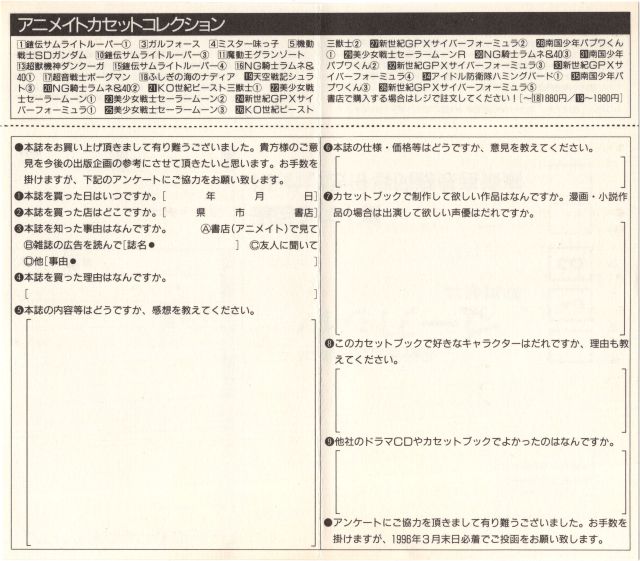 アニメイトカセットコレクション
1鎧伝サムライトルーパー① 3ガルフォース 4ミスター味っ子 5機動
戦士SDガンダム 10鎧伝サムライトルーパー③ 11魔動王グランゾート
13超獣機神ダンクーガ 15鎧伝サムライトルーパー④ 16NG騎士ラムネ&
40① 17超音戦士ボーグマン 18ふしぎの海のナディア 19天空戦記シュラ
ト③ 20NG騎士ラムネ&40② 21KO世紀ビースト三獣士① 22美少女戦
士セーラームーン① 23美少女戦士セーラームーン② 24新世紀GPXサイ
バーフォーミュラ① 25美少女戦士セーラームーン③ 26KO世紀ビースト
三獣士② 27新世紀GPXサイバーフォーミュラ② 28南国少年パプワくん
① 29美少女戦士セーラームーンR 30NG騎士ラムネ&40③ 31南国少年
パプワくん② 32新世紀GPXサイバーフォーミュラ③ 33新世紀GPXサ
イバーフォーミュラ④ 34アイドル防衛隊ハミングバード① 35南国少年パ
プワくん③ 36新世紀GPXサイバーフォーミュラ⑤
書店で購入する場合はレジで註文してください![〜18 1880円/19〜1980円]
●本誌をお買い上げ頂きまして有り難うございました。貴方様のご意
見を今後の出版企画の参考にさせて頂きたいと思います。お手数を
掛けますが、下記のアンケートにご協力をお願い致します。
❶本誌を買った日はいつですか。[ 年 月 日]
❷本誌を買った店はどこですか。[ 県 市 書店]
❸本誌を知った事由はなんですか。 Ⓐ書店(アニメイト)で見て
Ⓑ雑誌の広告を読んで[誌名● ] Ⓒ友人に聞いて
Ⓓ他[事由● ]
❹本誌を買った理由はなんですか。
[ ]
❺本誌の内容等はどうですか、感想を教えてください。
❻本誌の仕様・価格等はどうですか、意見を教えてください。
❼カセットブックで制作して欲しい作品はなんですか。漫画・小説作
品の場合は出演して欲しい声優はだれですか。
❽このカセットブックで好きなキャラクターはだれですか、理由も教
えてください。
❾他社のドラマCDやカセットブックでよかったのはなんですか。
●アンケートにご協力を頂きまして有り難うございました。お手数を
掛けますが、1996年3月末日必着でご投函をお願い致します。